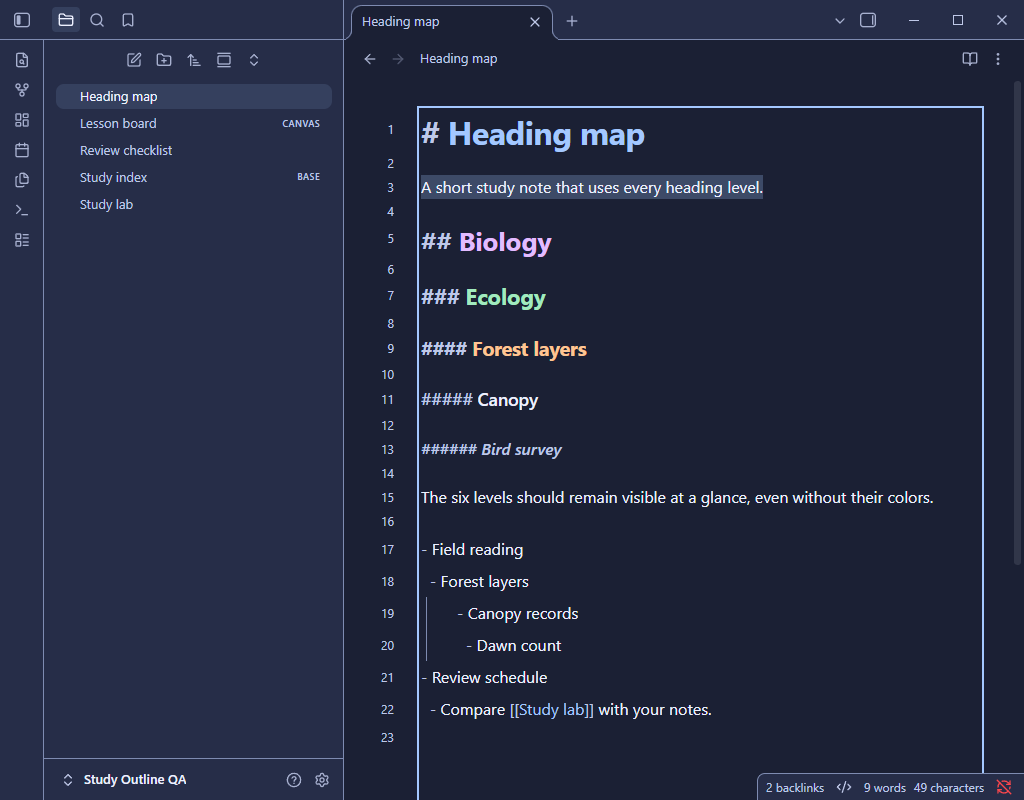 Heading map
Heading map
Heading map
Lesson board CANVAS
Review checklist
Study index BASE
Study lab
1 # Heading map
2
3 A short study note that uses every heading level.
4
5 ## Biology
6
7 ### Ecology
8
9 #### Forest layers
10
11 ##### Canopy
12
13 ###### Bird survey
14
15 The six levels should remain visible at a glance, even without their colors.
16
17 - Field reading
18 - Forest layers
19 - Canopy records
20 - Dawn count
21 - Review schedule
22 - Compare [[Study lab]] with your notes.
23
Study Outline QA
2 backlinks 9 words 49 characters